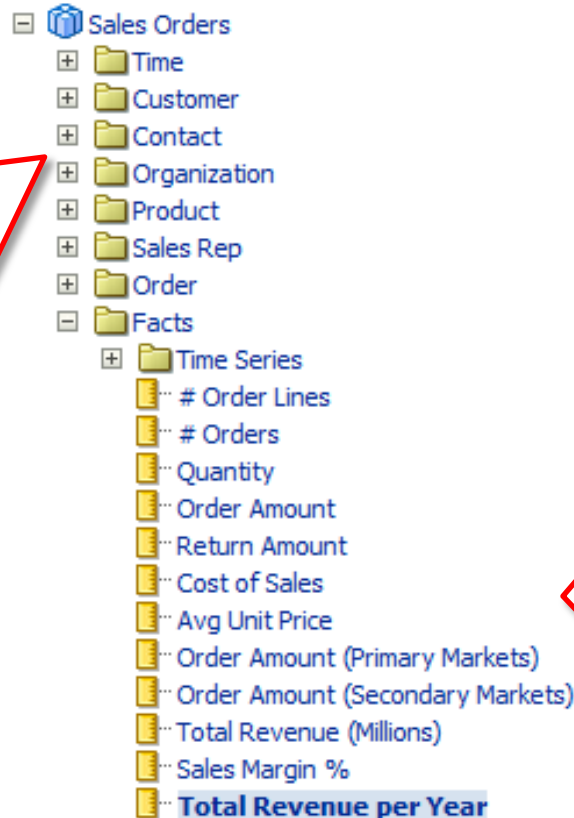 Sales Orders
Time
Customer
Contact
Organization
Product
Sales Rep
Order
Facts
Time Series
# Order Lines
# Orders
Quantity
Order Amount
Return Amount
Cost of Sales
Avg Unit Price
Order Amount (Primary Markets)
Order Amount (Secondary Markets)
Total Revenue (Millions)
Sales Margin %
Total Revenue per Year